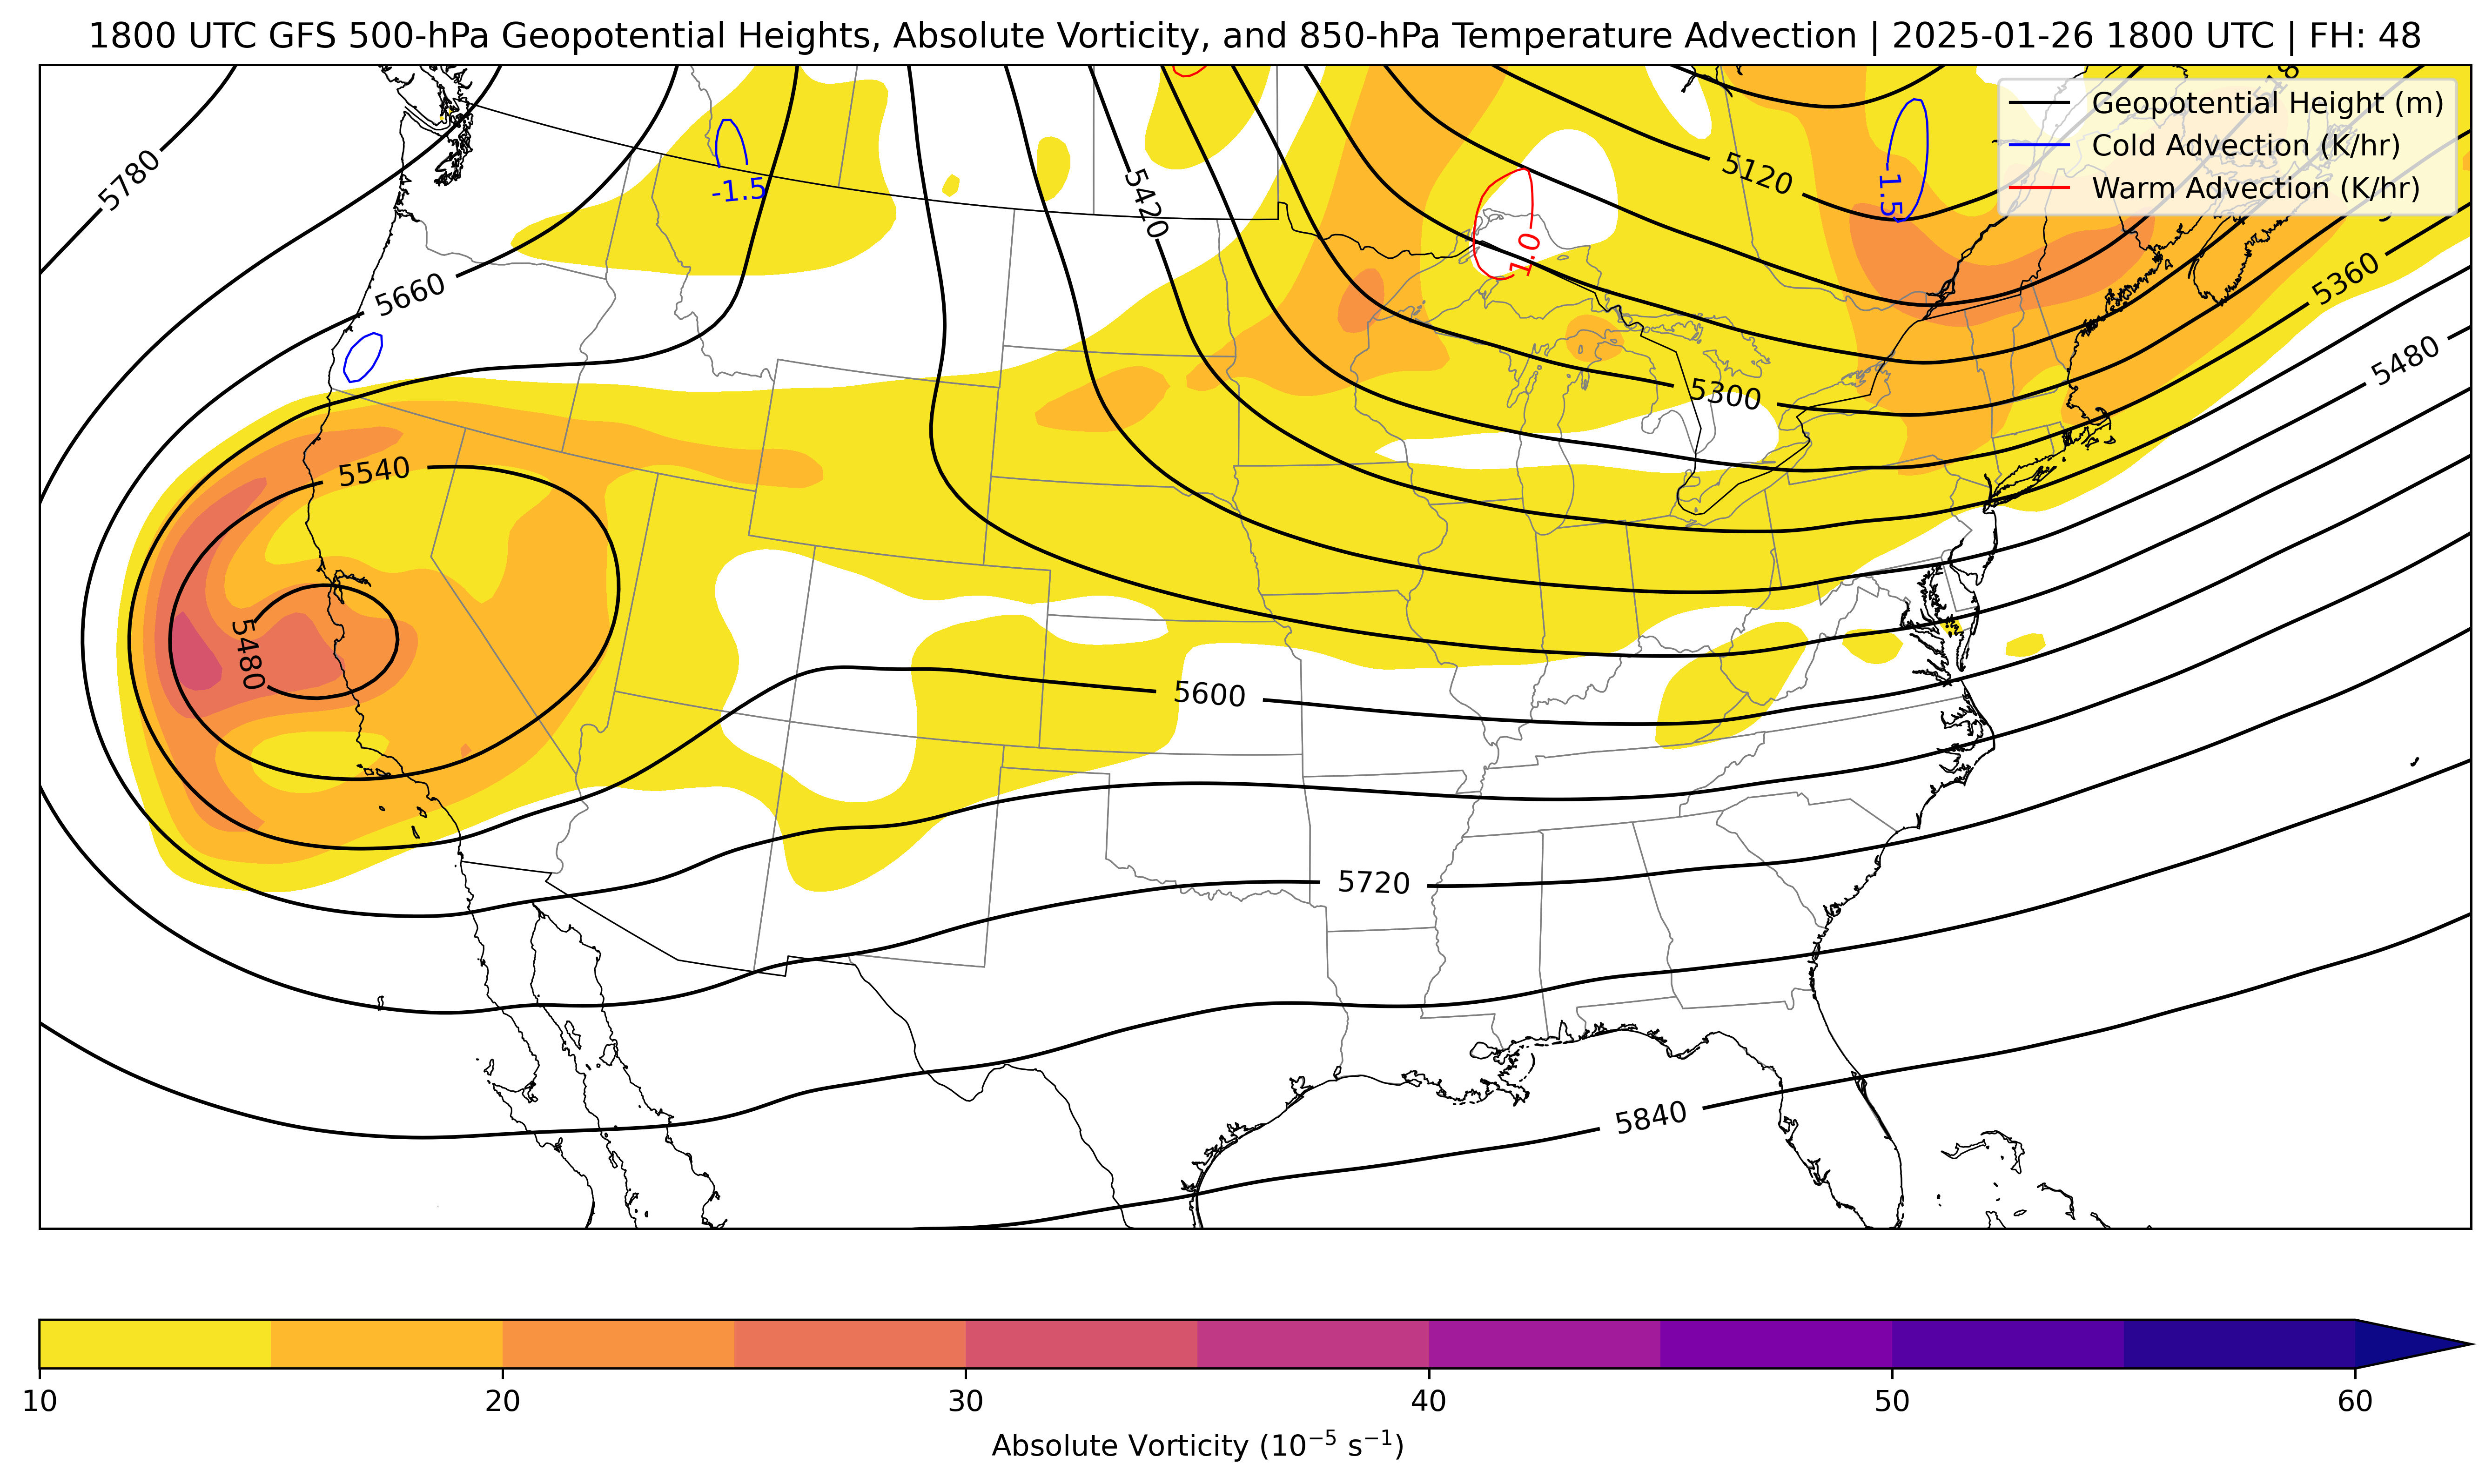 1800 UTC GFS 500-hPa Geopotential Heights, Absolute Vorticity, and 850-hPa Temperature Advection | 2025-01-26 1800 UTC | FH: 48
Geopotential Height (m)
Cold Advection (K/hr)
Warm Advection (K/hr)
5780
-1.5
5420
5120
-1.5
1.0
5660
5360
5480
5300
5540
5480
5600
5720
5840
10 20 30 40 50 60
Absolute Vorticity (10⁻⁵ s⁻¹)